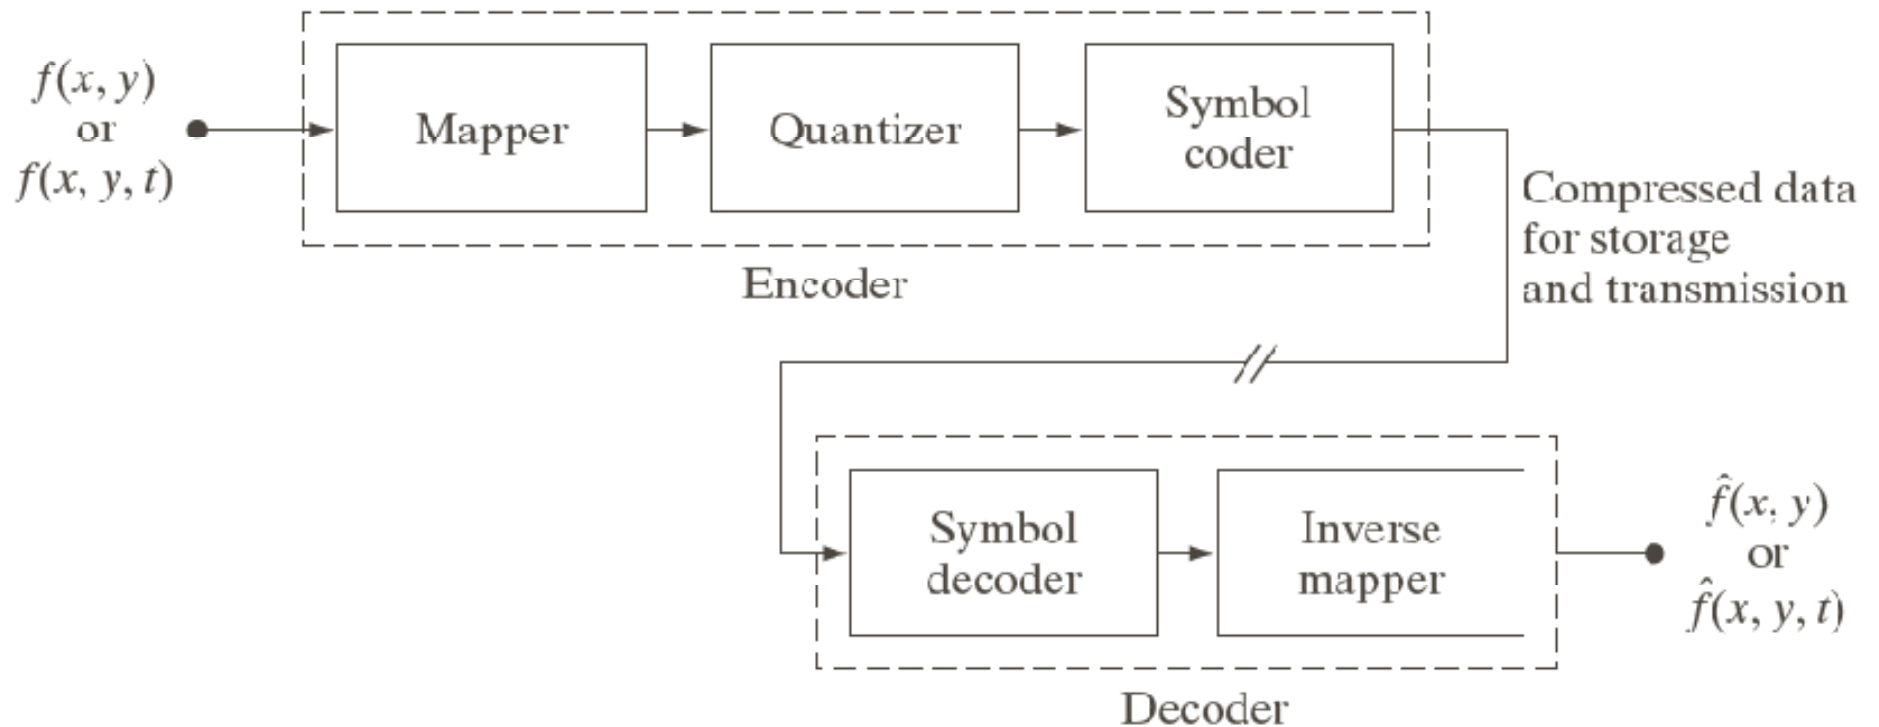 f(x, y)
or
f(x, y, t)
Mapper
Quantizer
Symbol
coder
Encoder
Compressed data
for storage
and transmission
Symbol
decoder
Inverse
mapper
Decoder
f̂(x, y)
or
f̂(x, y, t)